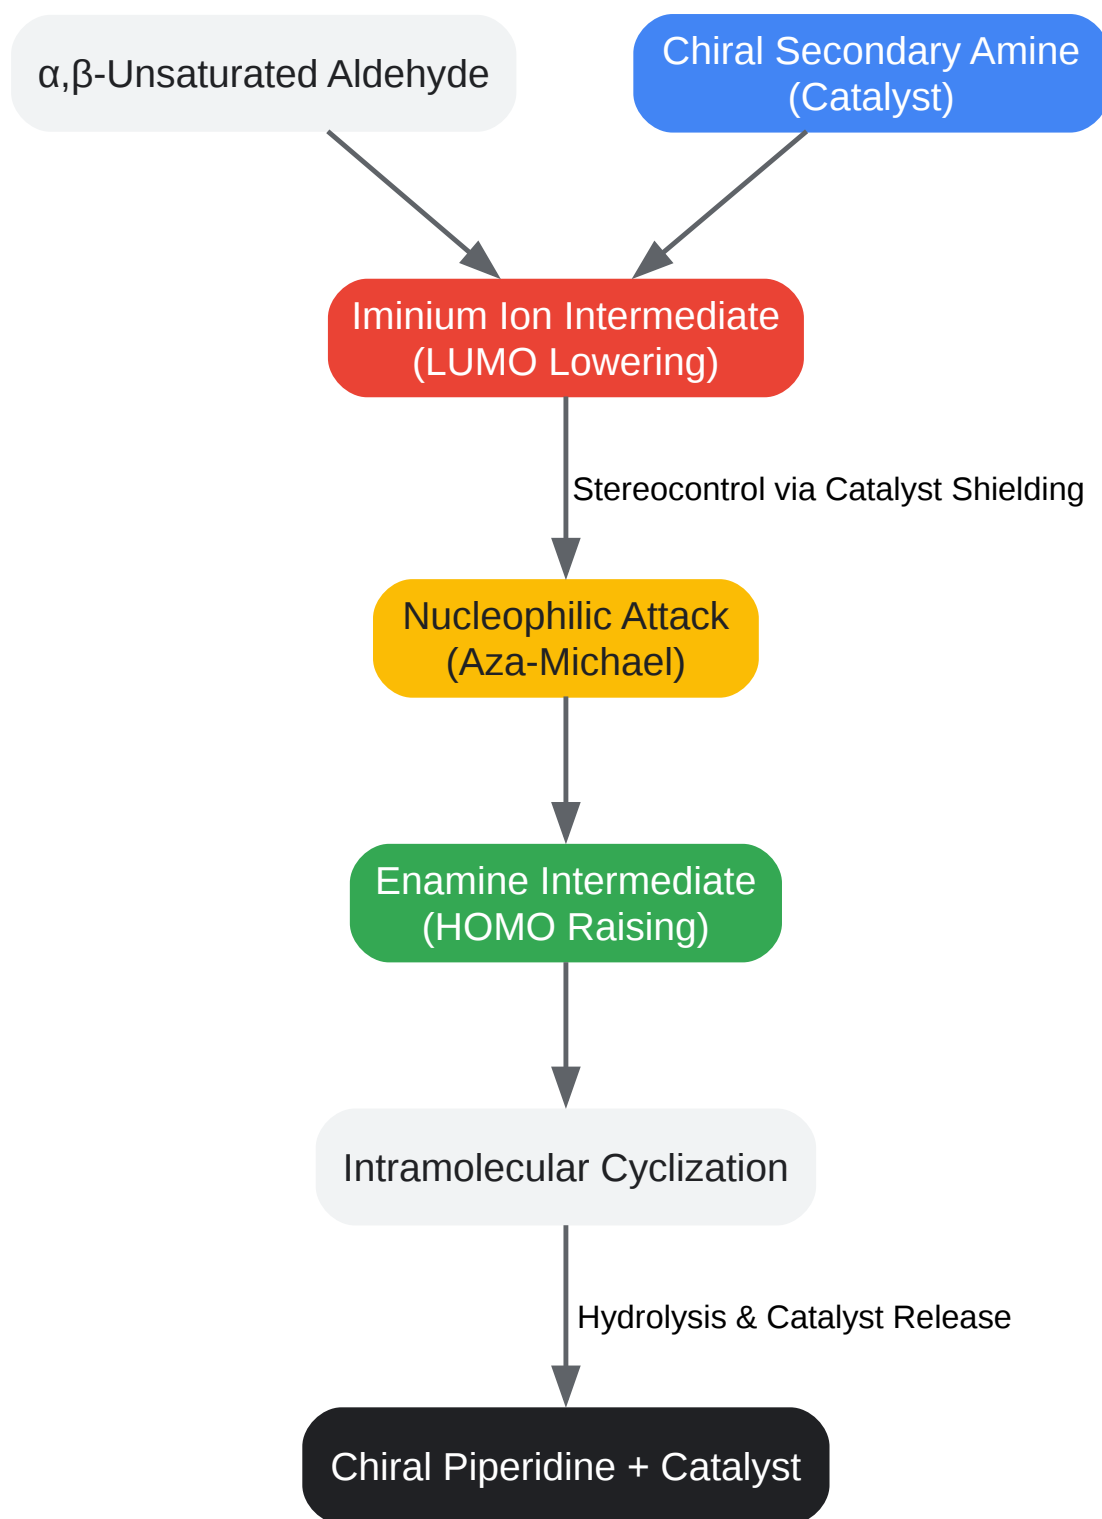 α,β-Unsaturated Aldehyde
Chiral Secondary Amine
(Catalyst)
Iminium Ion Intermediate
(LUMO Lowering)
Stereocontrol via Catalyst Shielding
Nucleophilic Attack
(Aza-Michael)
Enamine Intermediate
(HOMO Raising)
Intramolecular Cyclization
Hydrolysis & Catalyst Release
Chiral Piperidine + Catalyst